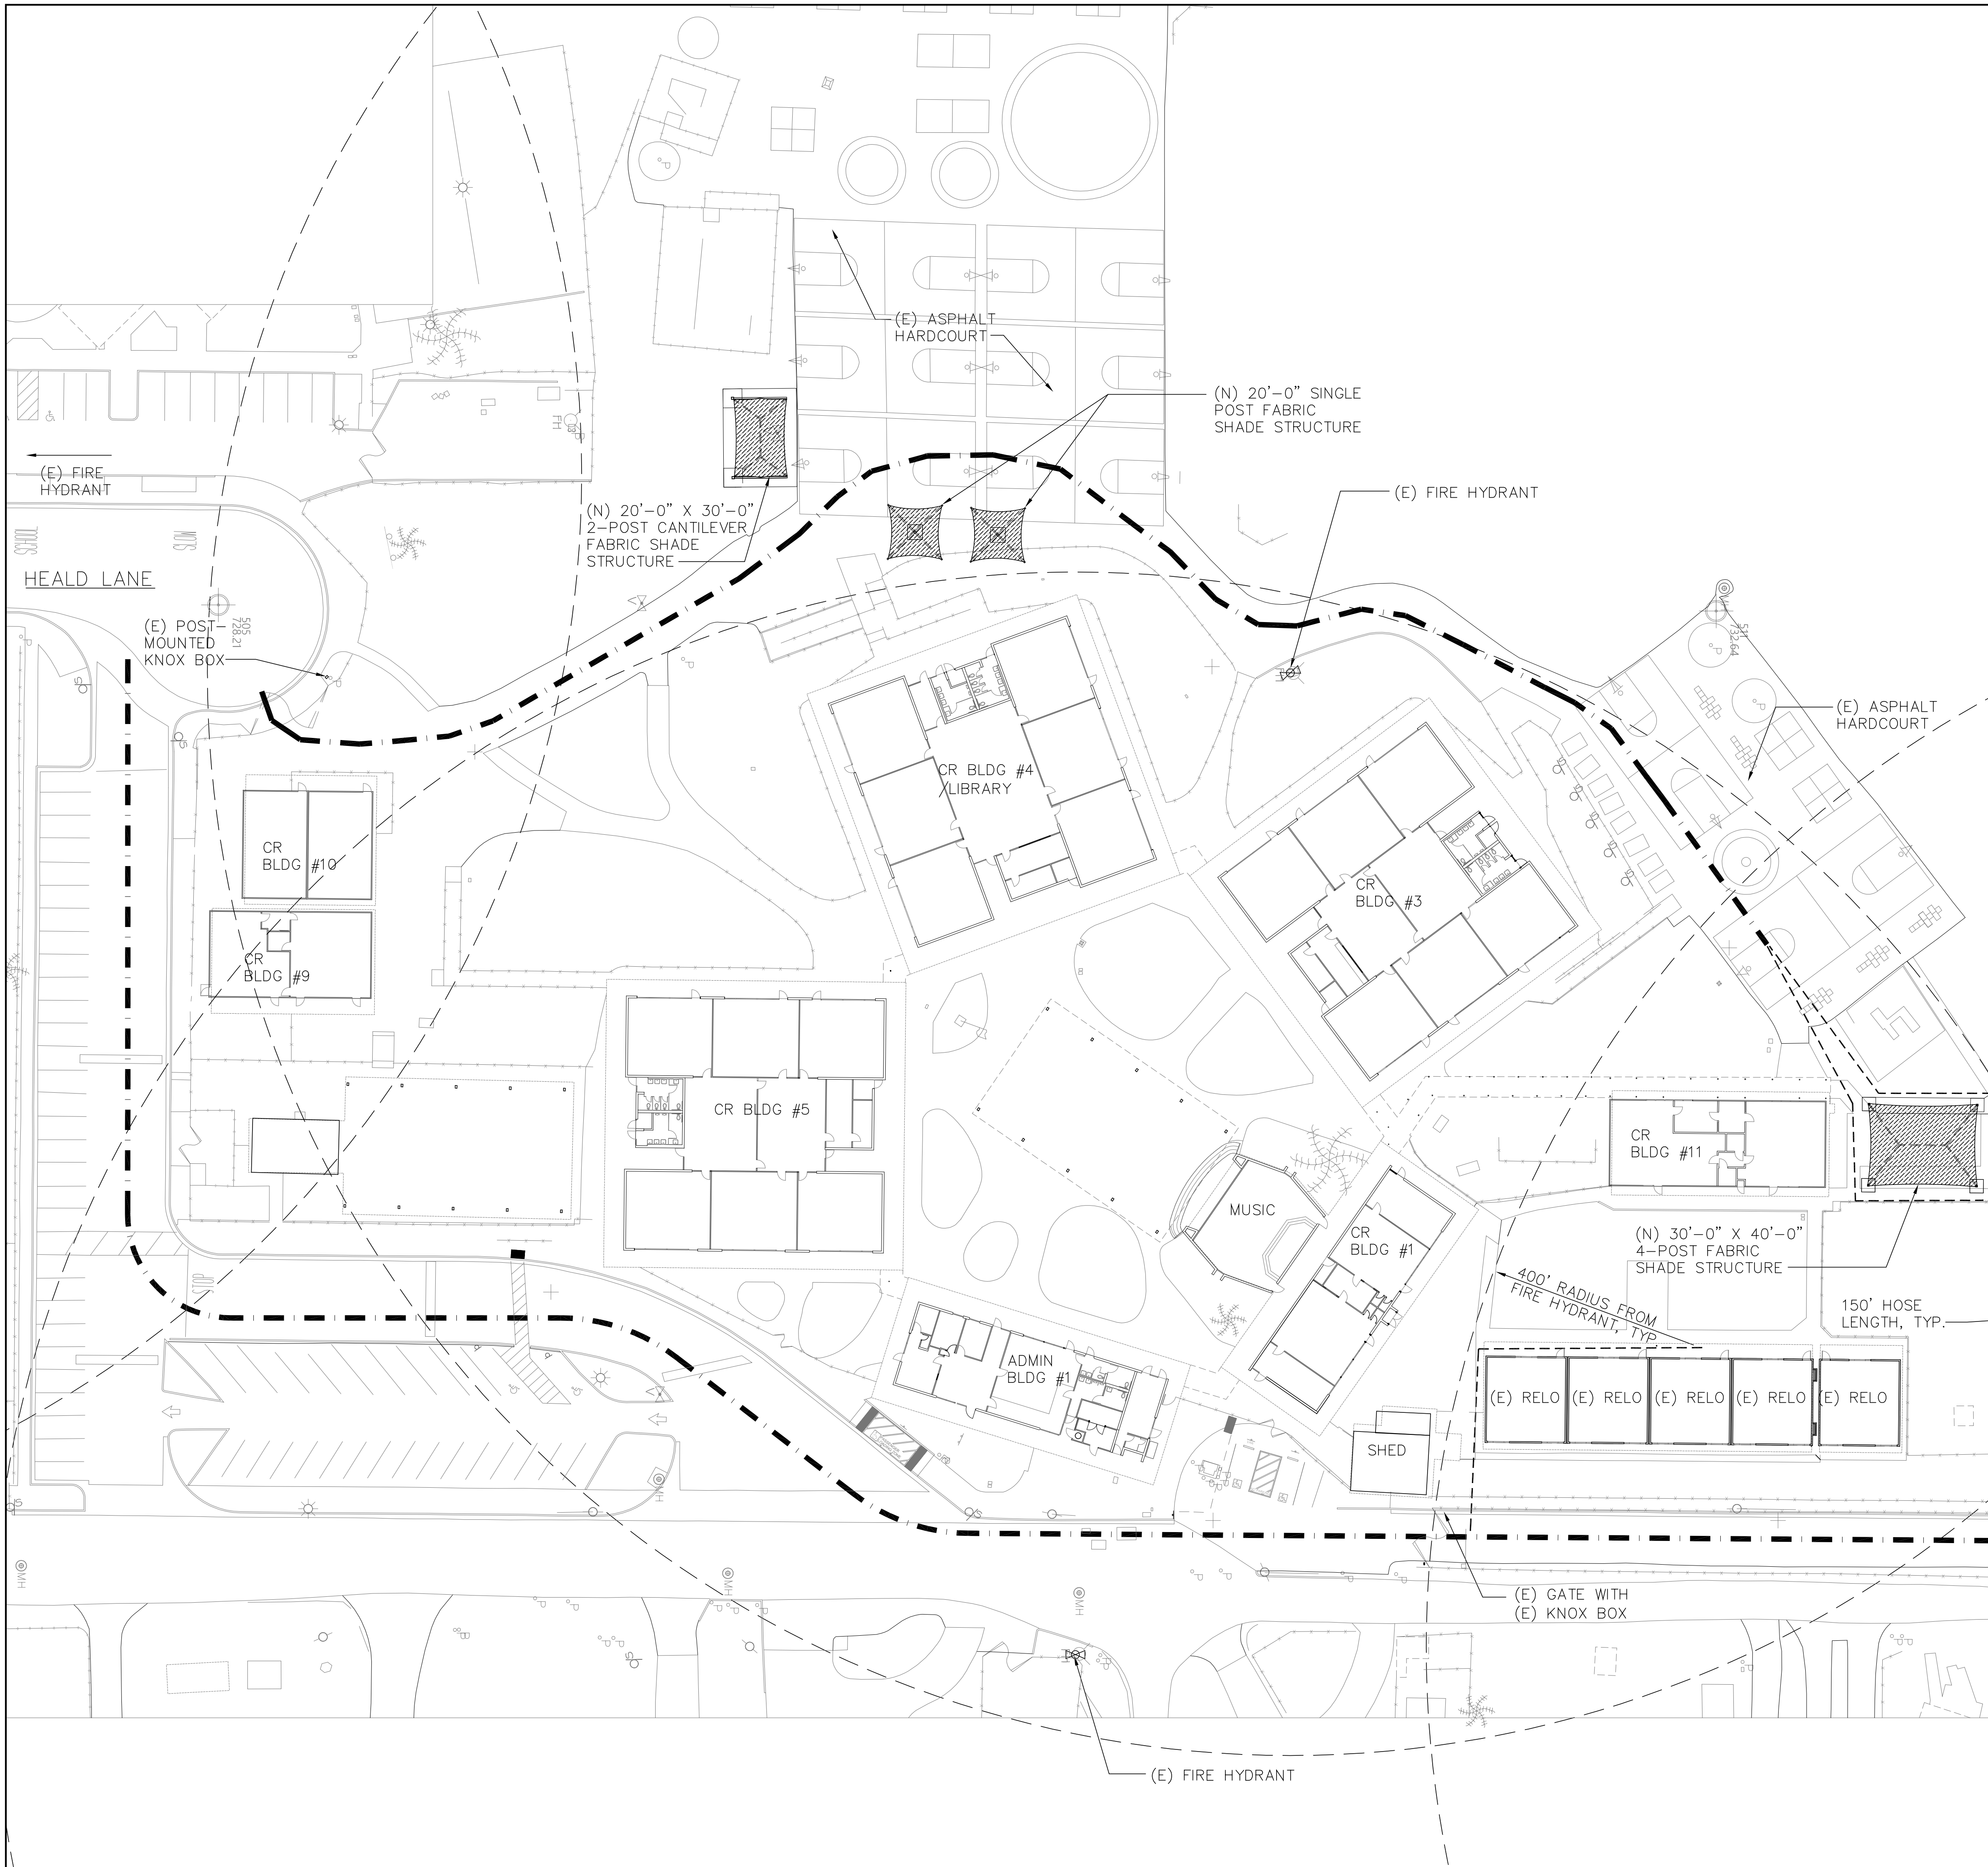 (E) ASPHALT
HARDCOURT
(N) 20'-0" SINGLE
POST FABRIC
SHADE STRUCTURE
(E) FIRE
HYDRANT
(E) FIRE HYDRANT
(N) 20'-0" X 30'-0"
2-POST CANTILEVER
FABRIC SHADE
STRUCTURE
FH
HEALD LANE
SLOW
505
728.21
(E) POST-
MOUNTED
KNOX BOX
511
732.64
(E) ASPHALT
HARDCOURT
CR BLDG #4
/LIBRARY
CR
BLDG #10
CR
BLDG #3
CR
BLDG #9
CR BLDG #5
CR
BLDG #11
MUSIC
CR
BLDG #1
(N) 30'-0" X 40'-0"
4-POST FABRIC
SHADE STRUCTURE
400' RADIUS FROM
FIRE HYDRANT, TYP.
150' HOSE
LENGTH, TYP.
STOP
ADMIN
BLDG #1
(E) RELO
(E) RELO
(E) RELO
(E) RELO
(E) RELO
SHED
MH
MH
MH
MH
(E) GATE WITH
(E) KNOX BOX
(E) FIRE HYDRANT